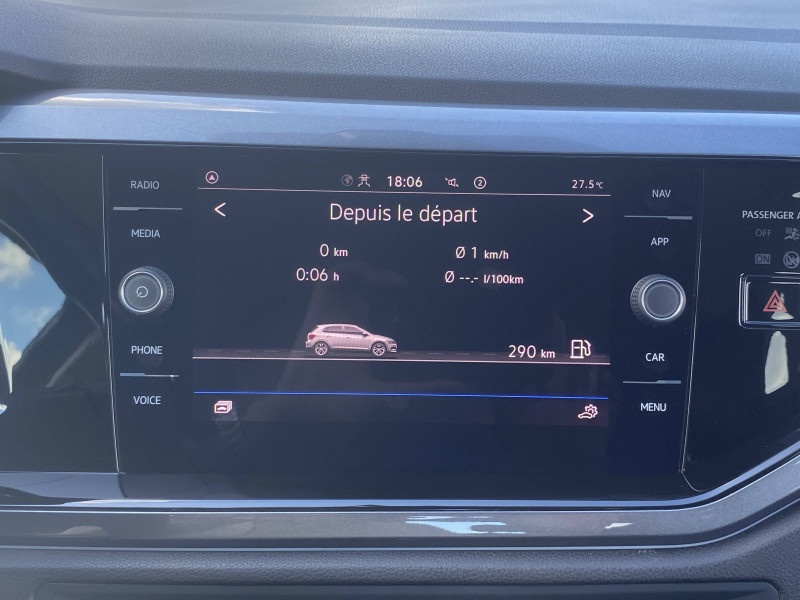 RADIO
MEDIA
PHONE
VOICE
18:06
2
27.5°C
< Depuis le départ >
0 km
Ø 1 km/h
0:06 h
Ø --.- l/100km
290 km
NAV
APP
CAR
MENU
PASSENGER A
OFF
ON